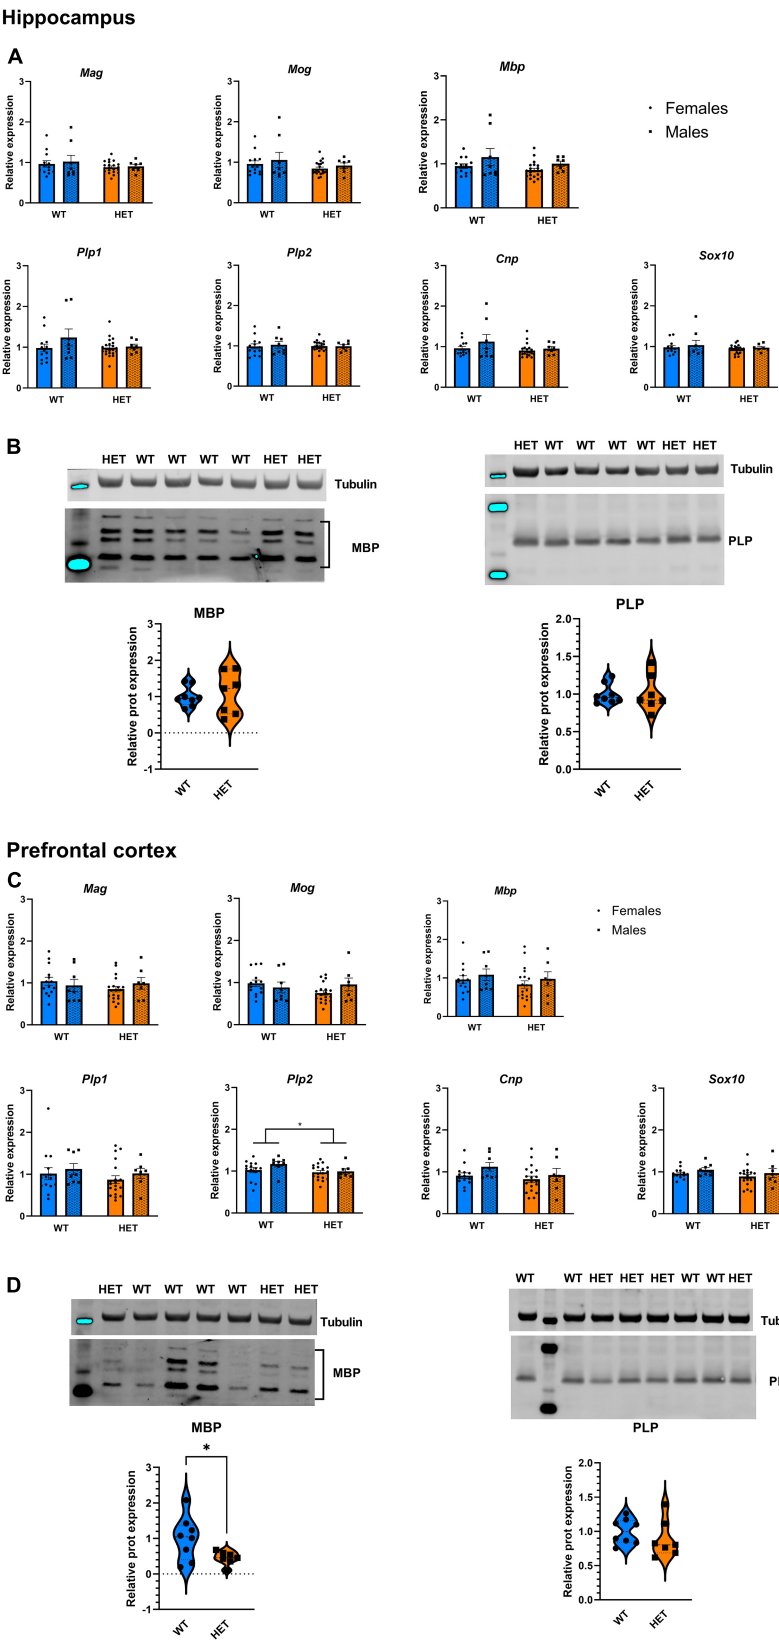 Hippocampus
A
Mag
Relative expression
3
2
1
0
WT HET
Mog
Relative expression
3
2
1
0
WT HET
Mbp
Relative expression
3
2
1
0
WT HET
Females
Males
Plp1
Relative expression
3
2
1
0
WT HET
Plp2
Relative expression
3
2
1
0
WT HET
Cnp
Relative expression
3
2
1
0
WT HET
Sox10
Relative expression
3
2
1
0
WT HET
B
HET WT WT WT WT HET HET
Tubulin
MBP
HET WT WT WT WT HET HET
Tubulin
PLP
MBP
Relative prot expression
3
2
1
0
-1
WT HET
PLP
Relative prot expression
2.0
1.5
1.0
0.5
0.0
WT HET
Prefrontal cortex
C
Mag
Relative expression
3
2
1
0
WT HET
Mog
Relative expression
3
2
1
0
WT HET
Mbp
Relative expression
3
2
1
0
WT HET
Females
Males
Plp1
Relative expression
3
2
1
0
WT HET
Plp2
Relative expression
3
2
1
0
*
WT HET
Cnp
Relative expression
3
2
1
0
WT HET
Sox10
Relative expression
3
2
1
0
WT HET
D
HET WT WT WT WT HET HET
Tubulin
MBP
WT WT HET HET HET WT WT HET
Tub
PL
MBP
Relative prot expression
3
2
1
0
-1
*
WT HET
PLP
Relative prot expression
2.0
1.5
1.0
0.5
0.0
WT HET